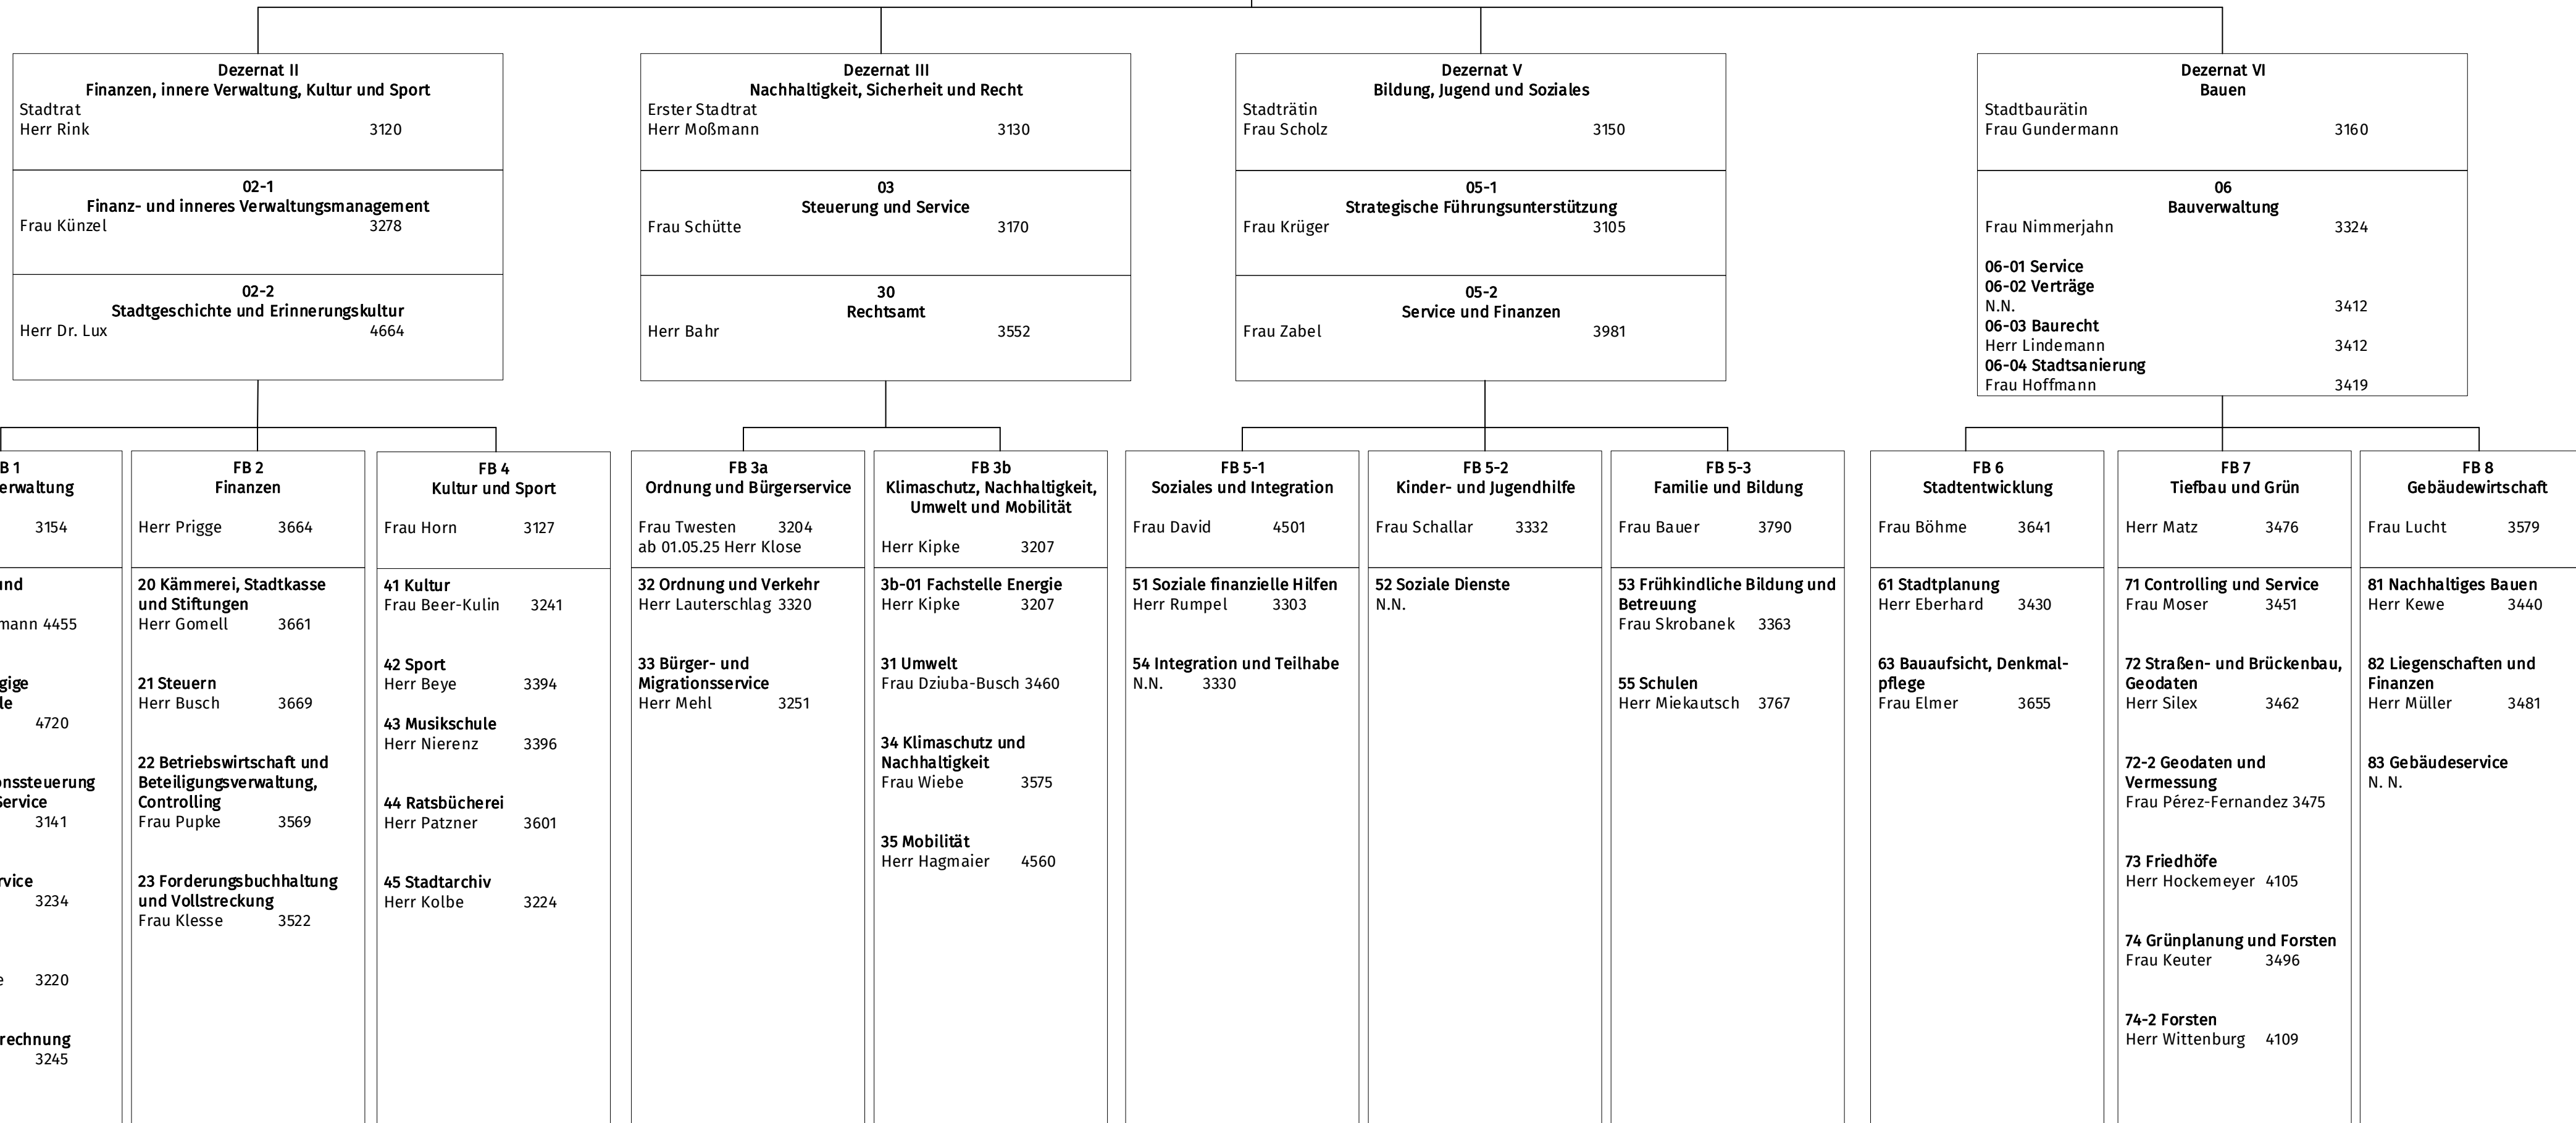 Dezernat II
Finanzen, innere Verwaltung, Kultur und Sport
Stadtrat
Herr Rink 3120
02-1
Finanz- und inneres Verwaltungsmanagement
Frau Künzel 3278
02-2
Stadtgeschichte und Erinnerungskultur
Herr Dr. Lux 4664
Dezernat III
Nachhaltigkeit, Sicherheit und Recht
Erster Stadtrat
Herr Moßmann 3130
03
Steuerung und Service
Frau Schütte 3170
30
Rechtsamt
Herr Bahr 3552
Dezernat V
Bildung, Jugend und Soziales
Stadträtin
Frau Scholz 3150
05-1
Strategische Führungsunterstützung
Frau Krüger 3105
05-2
Service und Finanzen
Frau Zabel 3981
Dezernat VI
Bauen
Stadtbaurätin
Frau Gundermann 3160
06
Bauverwaltung
Frau Nimmerjahn 3324
06-01 Service
06-02 Verträge
N.N. 3412
06-03 Baurecht
Herr Lindemann 3412
06-04 Stadtsanierung
Frau Hoffmann 3419
B 1
erwaltung
3154
und
mann 4455
gige
le
4720
onssteuerung
Service
3141
rvice
3234
e 3220
rechnung
3245
FB 2
Finanzen
Herr Prigge 3664
20 Kämmerei, Stadtkasse
und Stiftungen
Herr Gomell 3661
21 Steuern
Herr Busch 3669
22 Betriebswirtschaft und
Beteiligungsverwaltung,
Controlling
Frau Pupke 3569
23 Forderungsbuchhaltung
und Vollstreckung
Frau Klesse 3522
FB 4
Kultur und Sport
Frau Horn 3127
41 Kultur
Frau Beer-Kulin 3241
42 Sport
Herr Beye 3394
43 Musikschule
Herr Nierenz 3396
44 Ratsbücherei
Herr Patzner 3601
45 Stadtarchiv
Herr Kolbe 3224
FB 3a
Ordnung und Bürgerservice
Frau Twesten 3204
ab 01.05.25 Herr Klose
32 Ordnung und Verkehr
Herr Lauterschlag 3320
33 Bürger- und
Migrationsservice
Herr Mehl 3251
FB 3b
Klimaschutz, Nachhaltigkeit,
Umwelt und Mobilität
Herr Kipke 3207
3b-01 Fachstelle Energie
Herr Kipke 3207
31 Umwelt
Frau Dziuba-Busch 3460
34 Klimaschutz und
Nachhaltigkeit
Frau Wiebe 3575
35 Mobilität
Herr Hagmaier 4560
FB 5-1
Soziales und Integration
Frau David 4501
51 Soziale finanzielle Hilfen
Herr Rumpel 3303
54 Integration und Teilhabe
N.N. 3330
FB 5-2
Kinder- und Jugendhilfe
Frau Schallar 3332
52 Soziale Dienste
N.N.
FB 5-3
Familie und Bildung
Frau Bauer 3790
53 Frühkindliche Bildung und
Betreuung
Frau Skrobanek 3363
55 Schulen
Herr Miekautsch 3767
FB 6
Stadtentwicklung
Frau Böhme 3641
61 Stadtplanung
Herr Eberhard 3430
63 Bauaufsicht, Denkmal-
pflege
Frau Elmer 3655
FB 7
Tiefbau und Grün
Herr Matz 3476
71 Controlling und Service
Frau Moser 3451
72 Straßen- und Brückenbau,
Geodaten
Herr Silex 3462
72-2 Geodaten und
Vermessung
Frau Pérez-Fernandez 3475
73 Friedhöfe
Herr Hockemeyer 4105
74 Grünplanung und Forsten
Frau Keuter 3496
74-2 Forsten
Herr Wittenburg 4109
FB 8
Gebäudewirtschaft
Frau Lucht 3579
81 Nachhaltiges Bauen
Herr Kewe 3440
82 Liegenschaften und
Finanzen
Herr Müller 3481
83 Gebäudeservice
N. N.